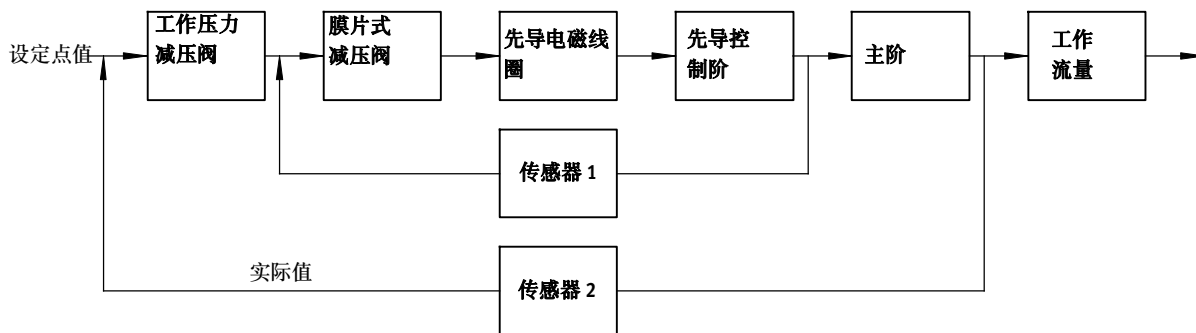 设定点值
工作压力
减压阀
膜片式
减压阀
先导电磁线
圈
先导控
制阶
主阶
工作
流量
传感器 1
实际值
传感器 2